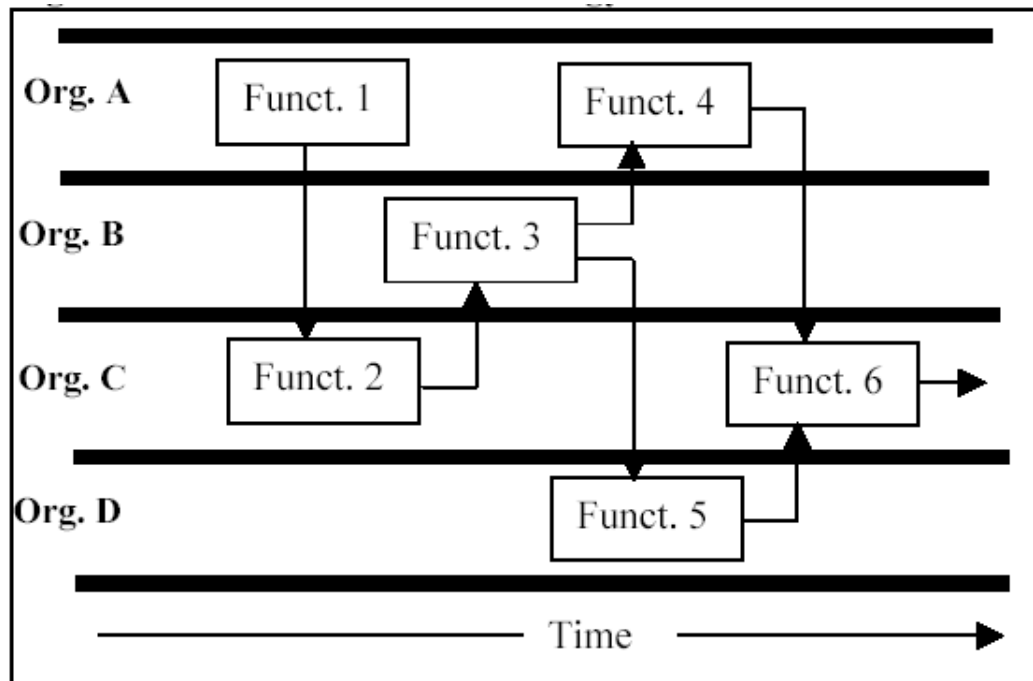 Org. A
Funct. 1
Funct. 4
Org. B
Funct. 3
Org. C
Funct. 2
Funct. 6
Org. D
Funct. 5
Time